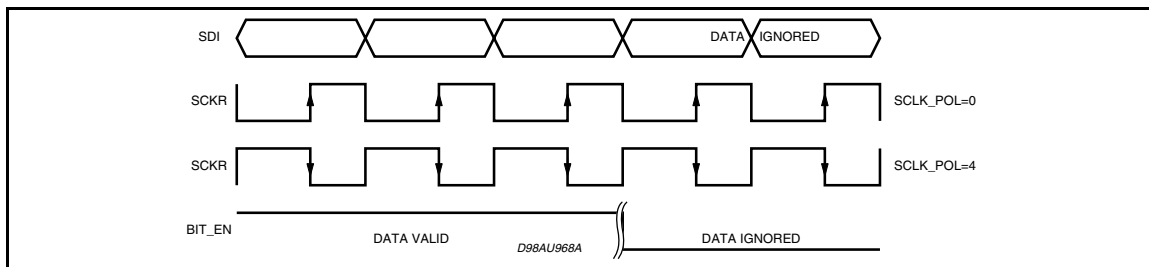 SDI DATA IGNORED
SCKR SCLK_POL=0
SCKR SCLK_POL=4
BIT_EN DATA VALID D98AU968A DATA IGNORED